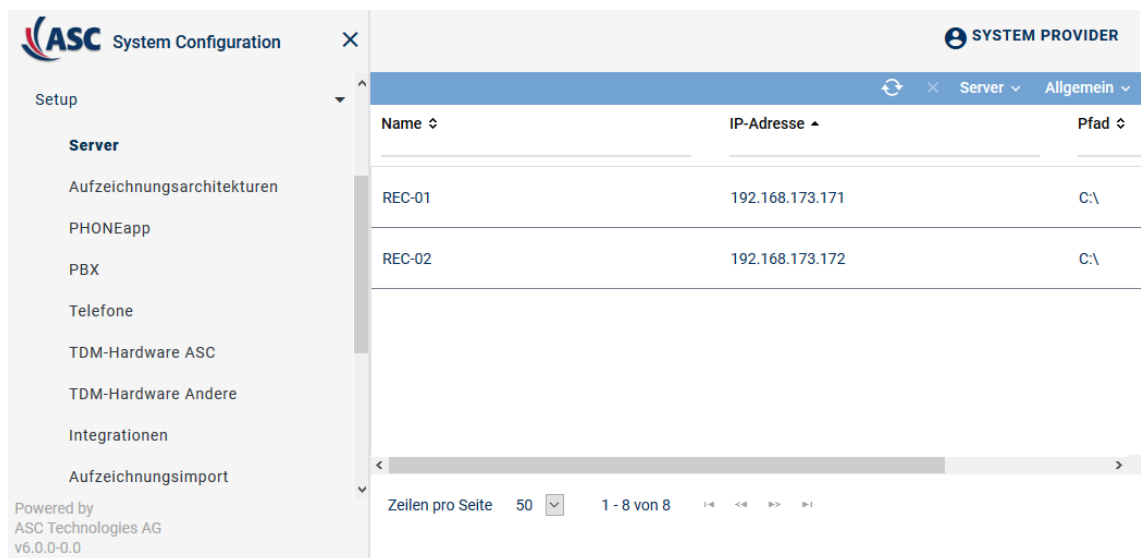 ASC System Configuration
SYSTEM PROVIDER
Setup
Server
Aufzeichnungsarchitekturen
PHONEapp
PBX
Telefone
TDM-Hardware ASC
TDM-Hardware Andere
Integrationen
Aufzeichnungsimport
Powered by
ASC Technologies AG
v6.0.0-0.0
Server Allgemein
Name IP-Adresse Pfad
REC-01 192.168.173.171 C:\
REC-02 192.168.173.172 C:\
Zeilen pro Seite 50 1 - 8 von 8